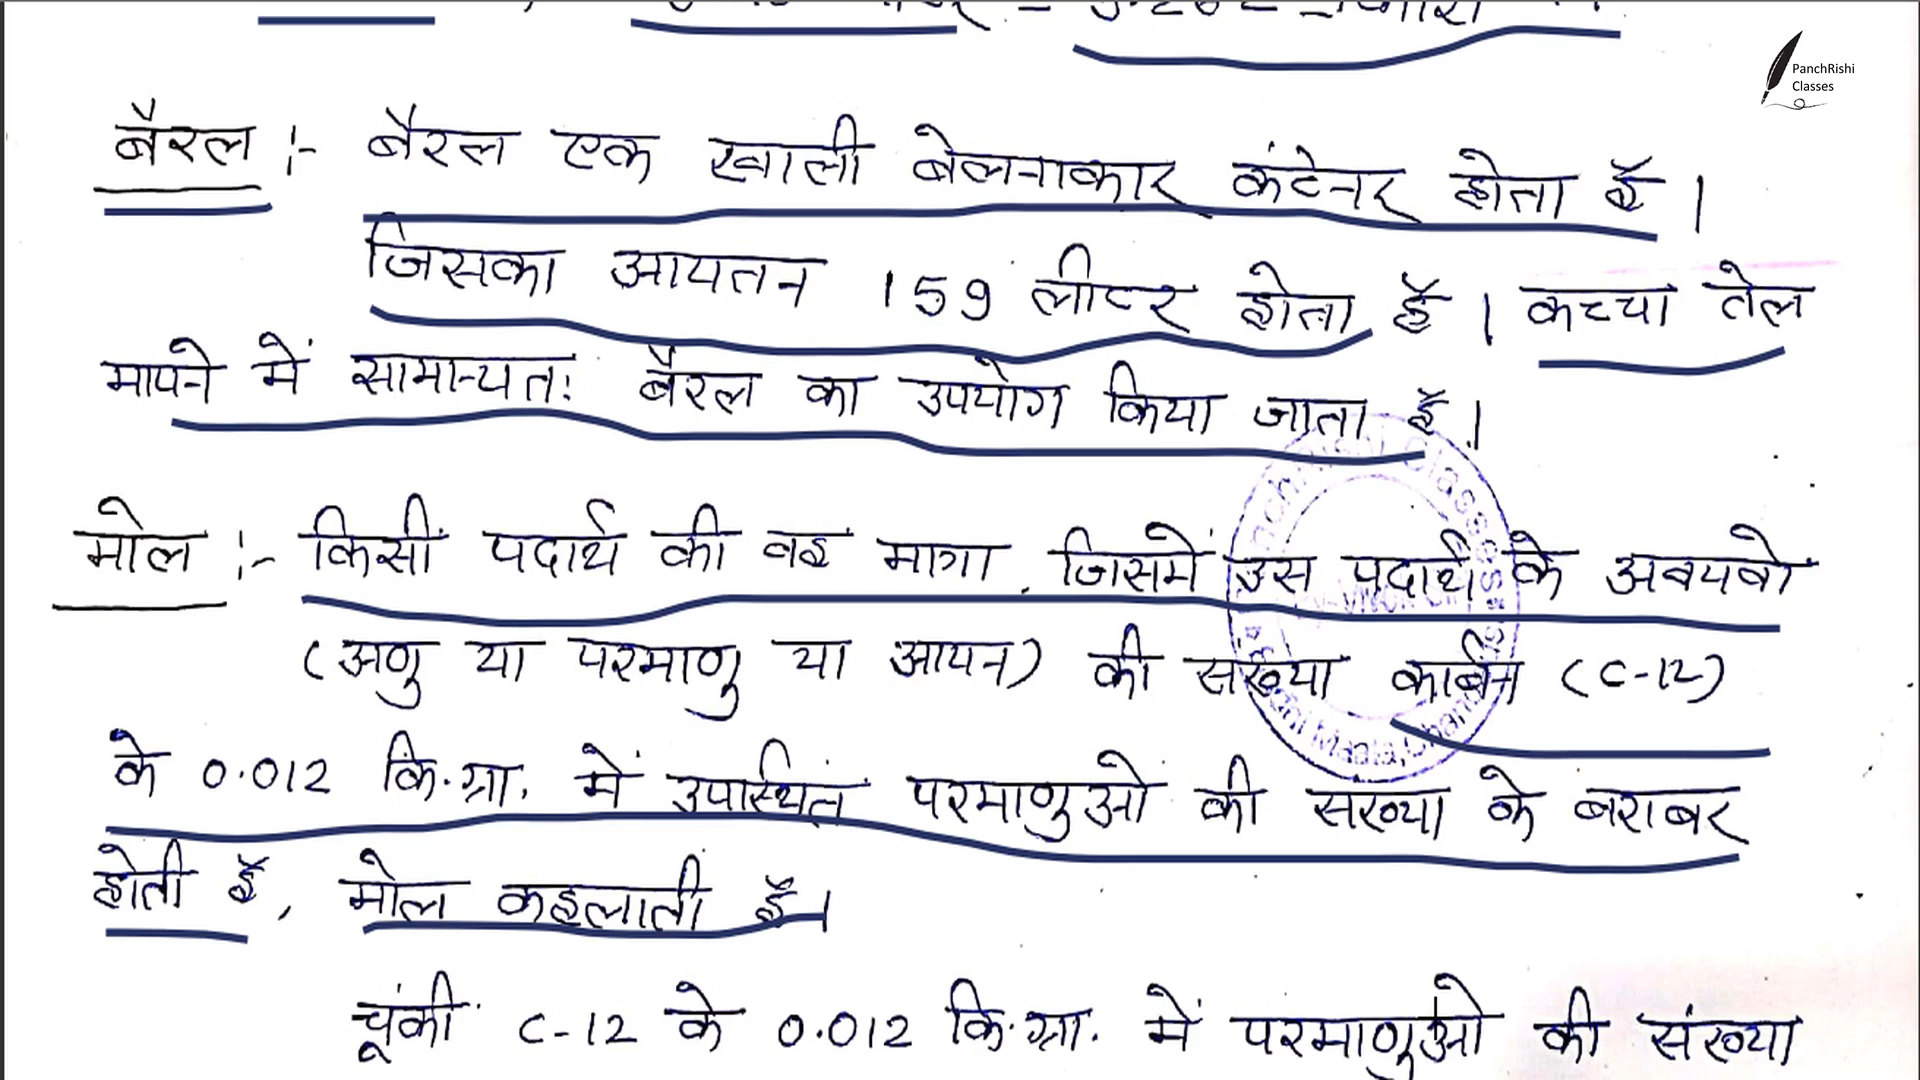 PanchRishi
Classes
बैरल :- बैरल एक खाली बेलनाकार कंटेनर होता है ।
जिसका आयतन 159 लीटर होता है । कच्चा तेल
मापने में सामान्यतः बैरल का उपयोग किया जाता है ।
मोल :- किसी पदार्थ की वह मात्रा जिसमें उस पदार्थ के अवयवो
(अणु या परमाणु या आयन) की संख्या कार्बन (C-12)
के 0.012 कि.ग्रा. में उपस्थित परमाणुओ की संख्या के बराबर
होती है, मोल कहलाती है।
चूंकी C-12 के 0.012 कि.ग्रा. में परमाणुओ की संख्या